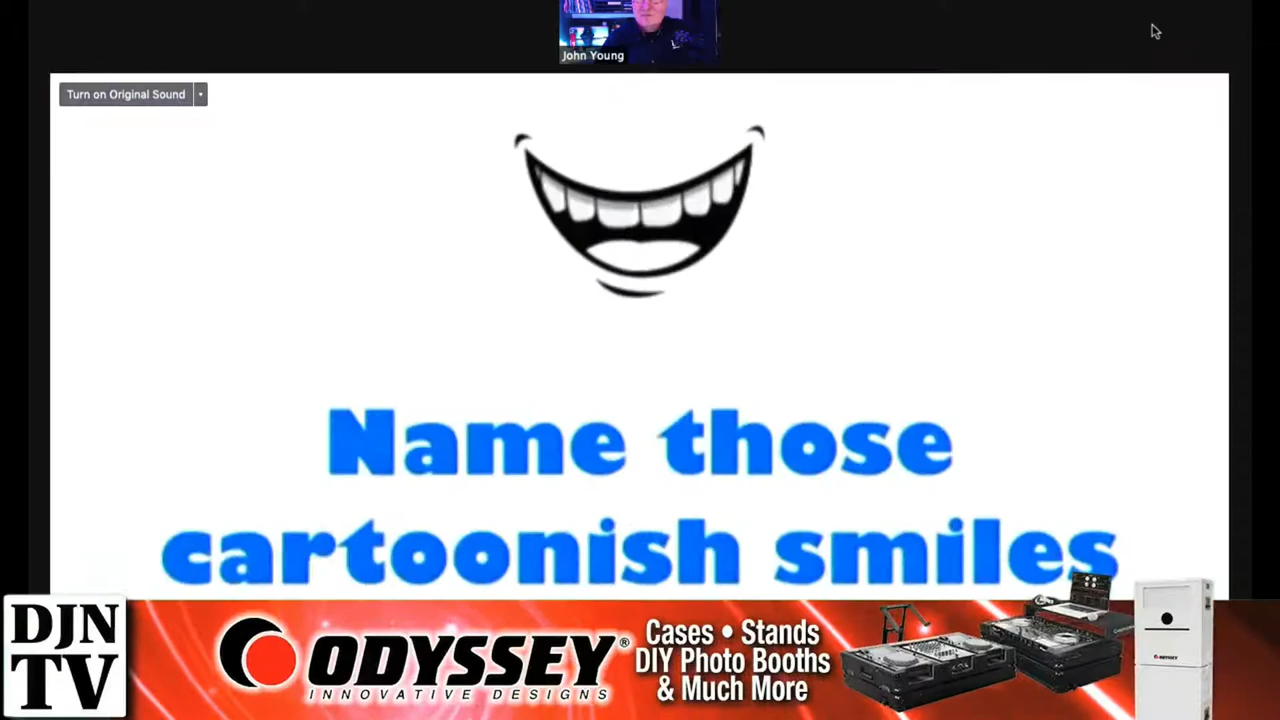 John Young
Turn on Original Sound
Name those
cartoonish smiles
DJN
TV
ODYSSEY®
INNOVATIVE DESIGNS
Cases • Stands
DIY Photo Booths
& Much More
ODYSSEY